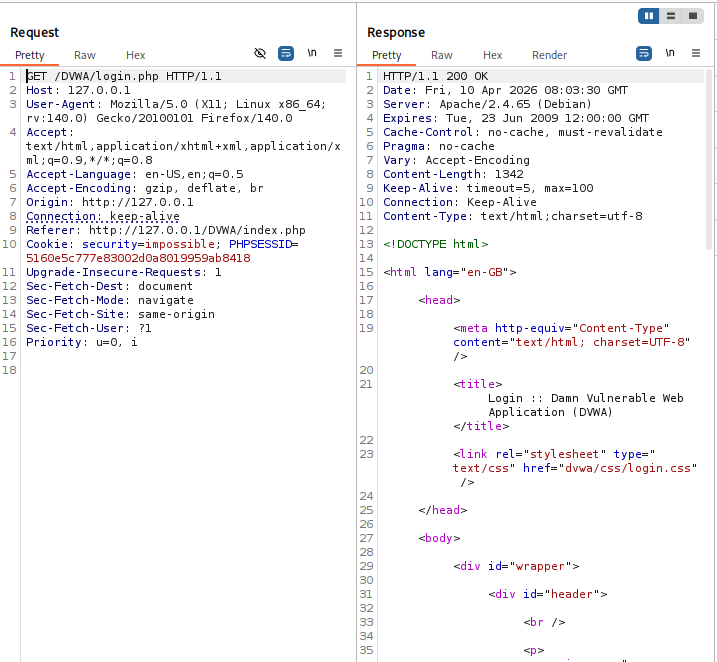 Request
Pretty Raw Hex \n
1 GET /DVWA/login.php HTTP/1.1
2 Host: 127.0.0.1
3 User-Agent: Mozilla/5.0 (X11; Linux x86_64;
rv:140.0) Gecko/20100101 Firefox/140.0
4 Accept:
text/html,application/xhtml+xml,application/x
ml;q=0.9,*/*;q=0.8
5 Accept-Language: en-US,en;q=0.5
6 Accept-Encoding: gzip, deflate, br
7 Origin: http://127.0.0.1
8 Connection: keep-alive
9 Referer: http://127.0.0.1/DVWA/index.php
10 Cookie: security=impossible; PHPSESSID=
5160e5c777e83002d0a8019959ab8418
11 Upgrade-Insecure-Requests: 1
12 Sec-Fetch-Dest: document
13 Sec-Fetch-Mode: navigate
14 Sec-Fetch-Site: same-origin
15 Sec-Fetch-User: ?1
16 Priority: u=0, i
17
18
Response
Pretty Raw Hex Render \n
1 HTTP/1.1 200 OK
2 Date: Fri, 10 Apr 2026 08:03:30 GMT
3 Server: Apache/2.4.65 (Debian)
4 Expires: Tue, 23 Jun 2009 12:00:00 GMT
5 Cache-Control: no-cache, must-revalidate
6 Pragma: no-cache
7 Vary: Accept-Encoding
8 Content-Length: 1342
9 Keep-Alive: timeout=5, max=100
10 Connection: Keep-Alive
11 Content-Type: text/html;charset=utf-8
12
13 <!DOCTYPE html>
14
15 <html lang="en-GB">
16
17 <head>
18
19 <meta http-equiv="Content-Type"
content="text/html; charset=UTF-8"
/>
20
21 <title>
Login :: Damn Vulnerable Web
Application (DVWA)
</title>
22
23 <link rel="stylesheet" type="
text/css" href="dvwa/css/login.css"
/>
24
25 </head>
26
27 <body>
28
29 <div id="wrapper">
30
31 <div id="header">
32
33 <br />
34
35 <p>